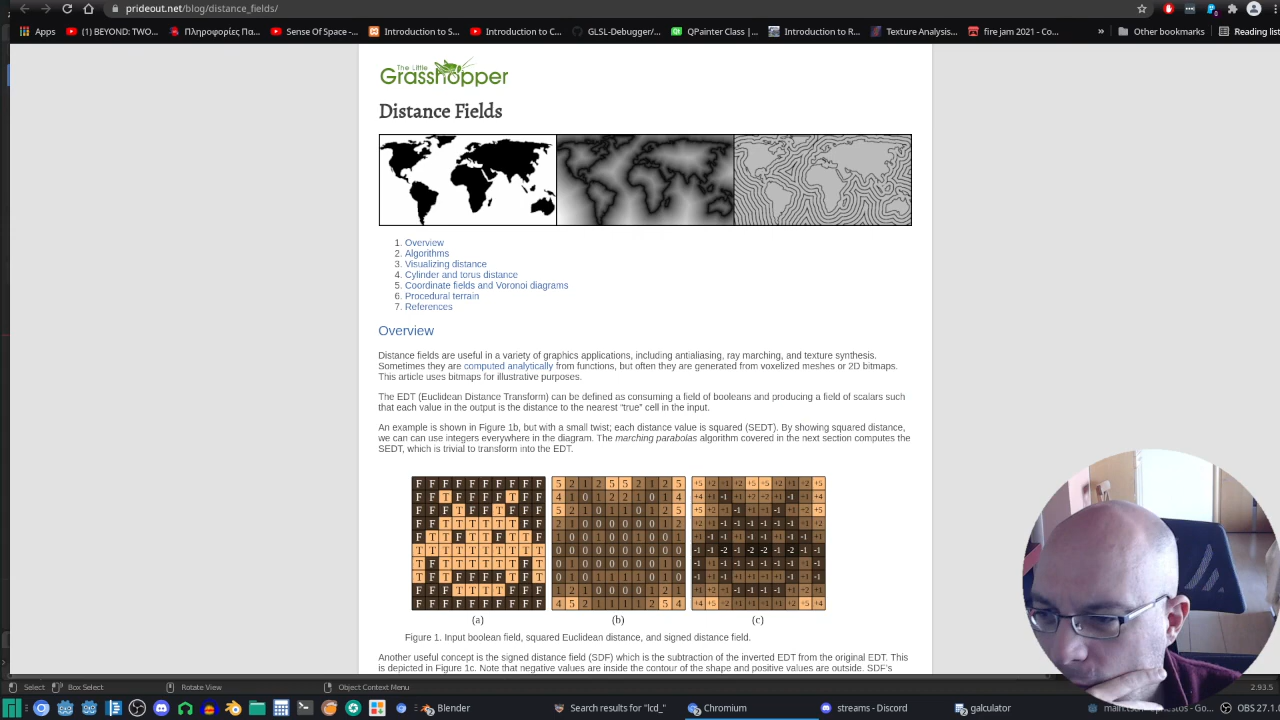 prideout.net/blog/distance_fields/
Apps
(1) BEYOND: TWO...
Πληροφορίες Πα...
Sense Of Space -...
Introduction to S...
Introduction to C...
GLSL-Debugger/...
QPainter Class |...
Introduction to R...
Texture Analysis...
fire jam 2021 - Co...
»
Other bookmarks
Reading list
The Little
Grasshopper
Distance Fields
1. Overview
2. Algorithms
3. Visualizing distance
4. Cylinder and torus distance
5. Coordinate fields and Voronoi diagrams
6. Procedural terrain
7. References
Overview
Distance fields are useful in a variety of graphics applications, including antialiasing, ray marching, and texture synthesis.
Sometimes they are computed analytically from functions, but often they are generated from voxelized meshes or 2D bitmaps.
This article uses bitmaps for illustrative purposes.
The EDT (Euclidean Distance Transform) can be defined as consuming a field of booleans and producing a field of scalars such
that each value in the output is the distance to the nearest “true” cell in the input.
An example is shown in Figure 1b, but with a small twist; each distance value is squared (SEDT). By showing squared distance,
we can can use integers everywhere in the diagram. The marching parabolas algorithm covered in the next section computes the
SEDT, which is trivial to transform into the EDT.
(a) (b) (c)
Figure 1. Input boolean field, squared Euclidean distance, and signed distance field.
Another useful concept is the signed distance field (SDF) which is the subtraction of the inverted EDT from the original EDT. This
is depicted in Figure 1c. Note that negative values are inside the contour of the shape and positive values are outside. SDF's
Select
Box Select
Rotate View
Object Context Menu
2.93.5
Blender
Search results for "lcd_"
Chromium
streams - Discord
galculator
OBS 27.1.